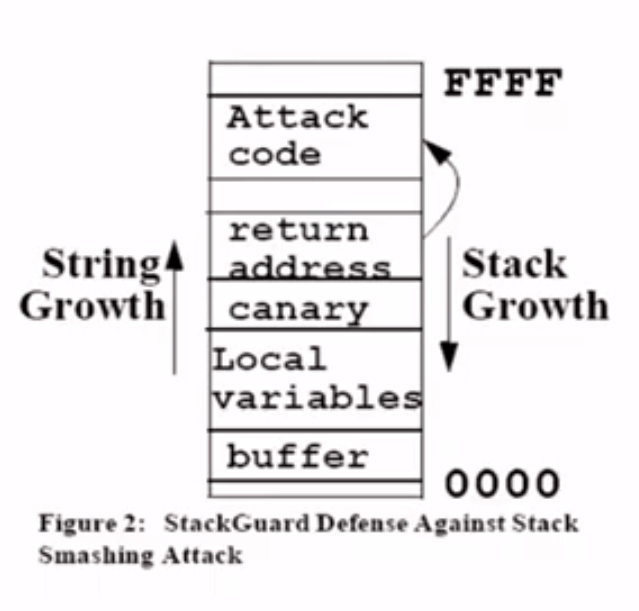 FFFF
Attack
code
return
address
String
Growth
Stack
Growth
canary
Local
variables
buffer
0000
Figure 2: StackGuard Defense Against Stack
Smashing Attack